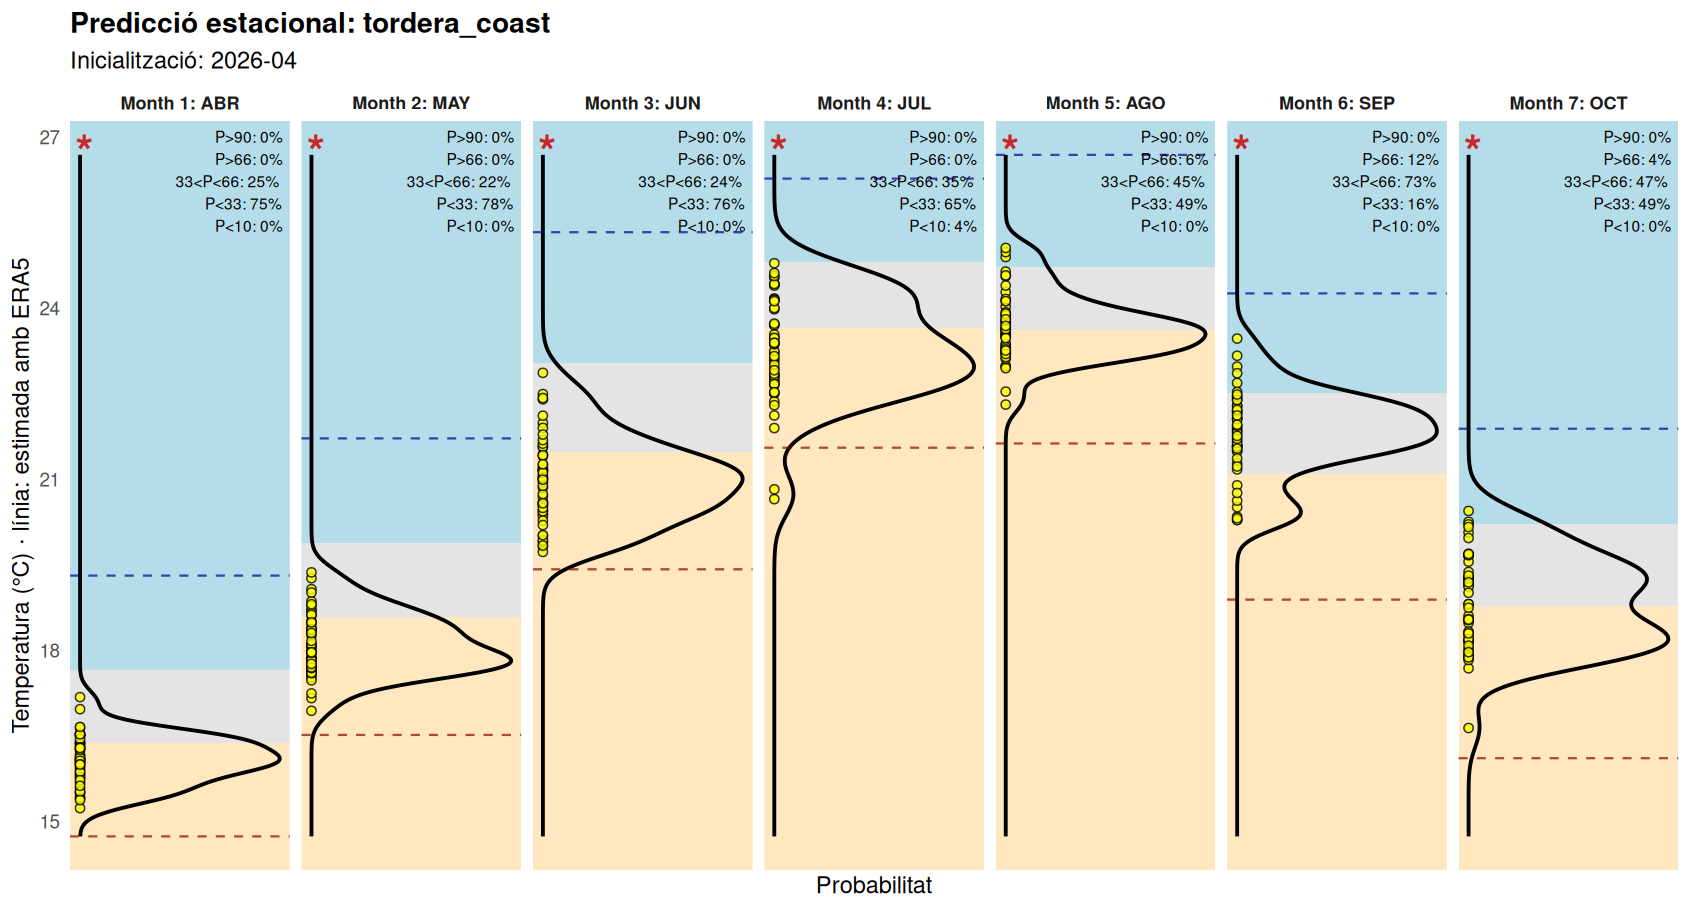 Predicció estacional: tordera_coast
Inicialització: 2026-04
Month 1: ABR
Month 2: MAY
Month 3: JUN
Month 4: JUL
Month 5: AGO
Month 6: SEP
Month 7: OCT
Temperatura (°C) · línia: estimada amb ERA5
27
24
21
18
15
*
P>90: 0%
P>66: 0%
33<P<66: 25%
P<33: 75%
P<10: 0%
*
P>90: 0%
P>66: 0%
33<P<66: 22%
P<33: 78%
P<10: 0%
*
P>90: 0%
P>66: 0%
33<P<66: 24%
P<33: 76%
P<10: 0%
*
P>90: 0%
P>66: 0%
33<P<66: 35%
P<33: 65%
P<10: 4%
*
P>90: 0%
P>66: 6%
33<P<66: 45%
P<33: 49%
P<10: 0%
*
P>90: 0%
P>66: 12%
33<P<66: 73%
P<33: 16%
P<10: 0%
*
P>90: 0%
P>66: 4%
33<P<66: 47%
P<33: 49%
P<10: 0%
Probabilitat